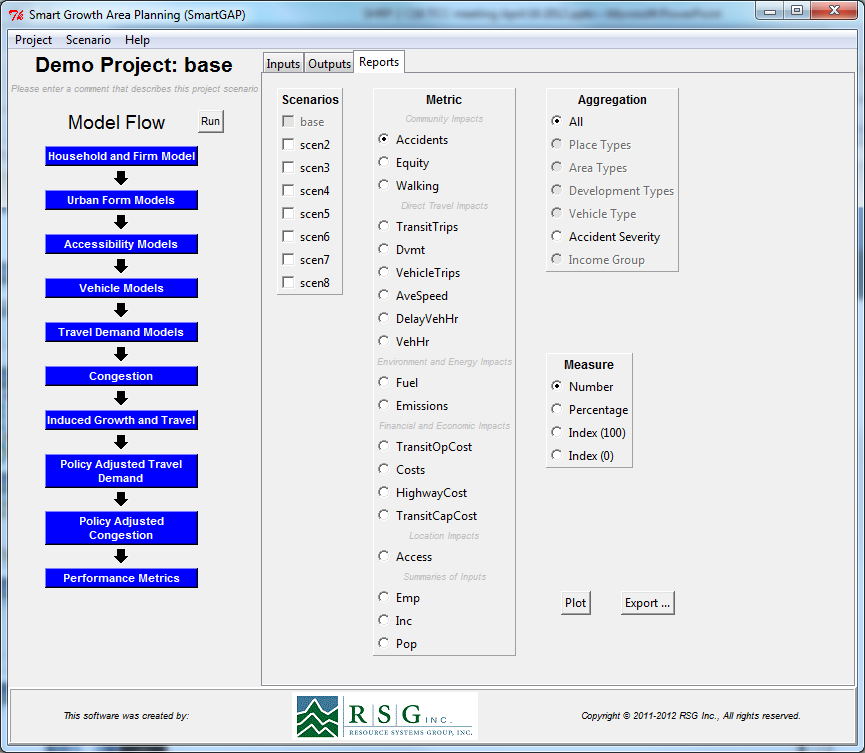 Smart Growth Area Planning (SmartGAP)
Project Scenario Help
Demo Project: base
Please enter a comment that describes this project scenario
Model Flow
Run
Household and Firm Model
Urban Form Models
Accessibility Models
Vehicle Models
Travel Demand Models
Congestion
Induced Growth and Travel
Policy Adjusted Travel
Demand
Policy Adjusted
Congestion
Performance Metrics
Inputs Outputs Reports
Scenarios
base
scen2
scen3
scen4
scen5
scen6
scen7
scen8
Metric
Community Impacts
Accidents
Equity
Walking
Direct Travel Impacts
TransitTrips
Dvmt
VehicleTrips
AveSpeed
DelayVehHr
VehHr
Environment and Energy Impacts
Fuel
Emissions
Financial and Economic Impacts
TransitOpCost
Costs
HighwayCost
TransitCapCost
Location Impacts
Access
Summaries of Inputs
Emp
Inc
Pop
Aggregation
All
Place Types
Area Types
Development Types
Vehicle Type
Accident Severity
Income Group
Measure
Number
Percentage
Index (100)
Index (0)
Plot
Export ...
This software was created by:
RSG INC.
RESOURCE SYSTEMS GROUP, INC.
Copyright © 2011-2012 RSG Inc., All rights reserved.